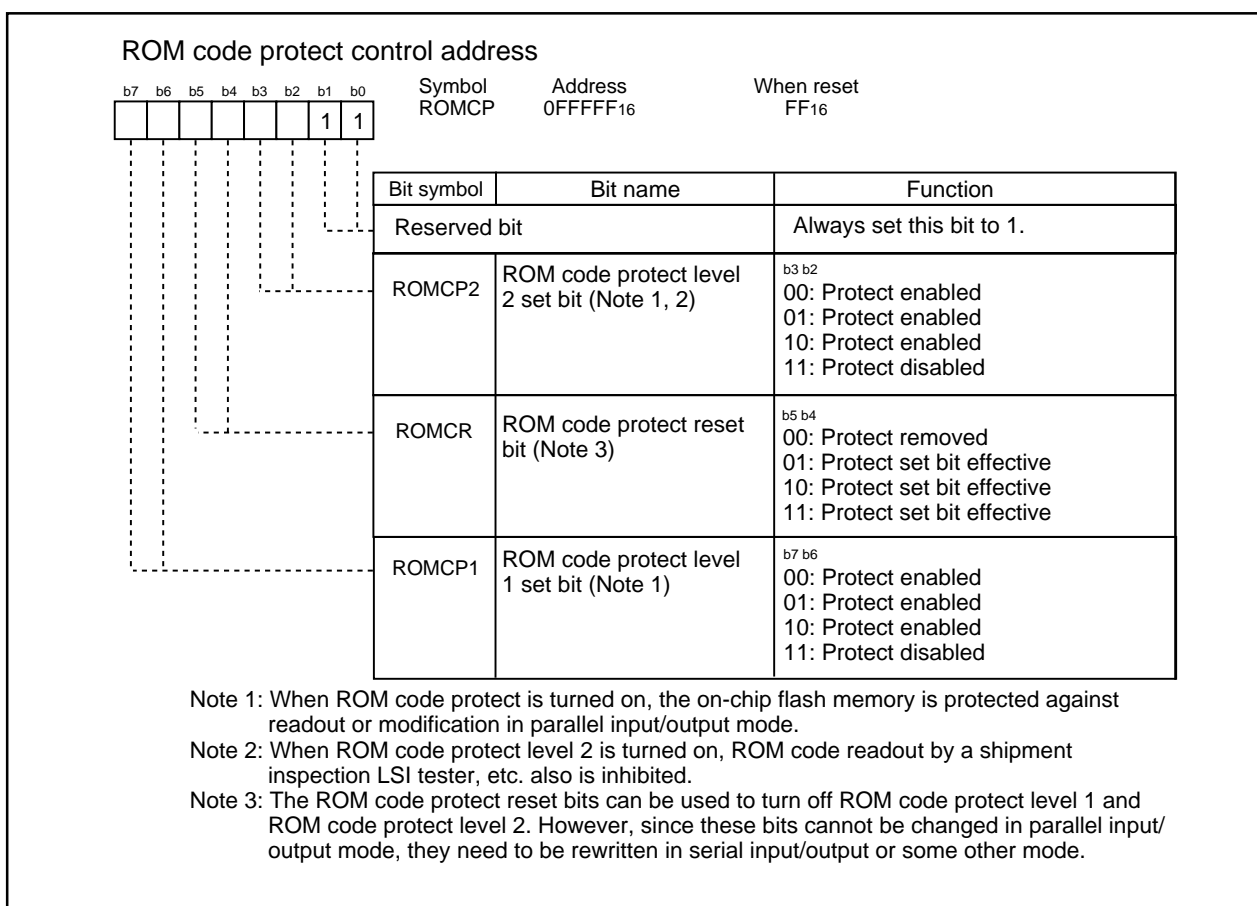 ROM code protect control address
b7 b6 b5 b4 b3 b2 b1 b0
1 1
Symbol Address When reset
ROMCP 0FFFFF16 FF16
Bit symbol Bit name Function
Reserved bit Always set this bit to 1.
ROMCP2 ROM code protect level
2 set bit (Note 1, 2)
b3 b2
00: Protect enabled
01: Protect enabled
10: Protect enabled
11: Protect disabled
ROMCR ROM code protect reset
bit (Note 3)
b5 b4
00: Protect removed
01: Protect set bit effective
10: Protect set bit effective
11: Protect set bit effective
ROMCP1 ROM code protect level
1 set bit (Note 1)
b7 b6
00: Protect enabled
01: Protect enabled
10: Protect enabled
11: Protect disabled
Note 1: When ROM code protect is turned on, the on-chip flash memory is protected against
readout or modification in parallel input/output mode.
Note 2: When ROM code protect level 2 is turned on, ROM code readout by a shipment
inspection LSI tester, etc. also is inhibited.
Note 3: The ROM code protect reset bits can be used to turn off ROM code protect level 1 and
ROM code protect level 2. However, since these bits cannot be changed in parallel input/
output mode, they need to be rewritten in serial input/output or some other mode.